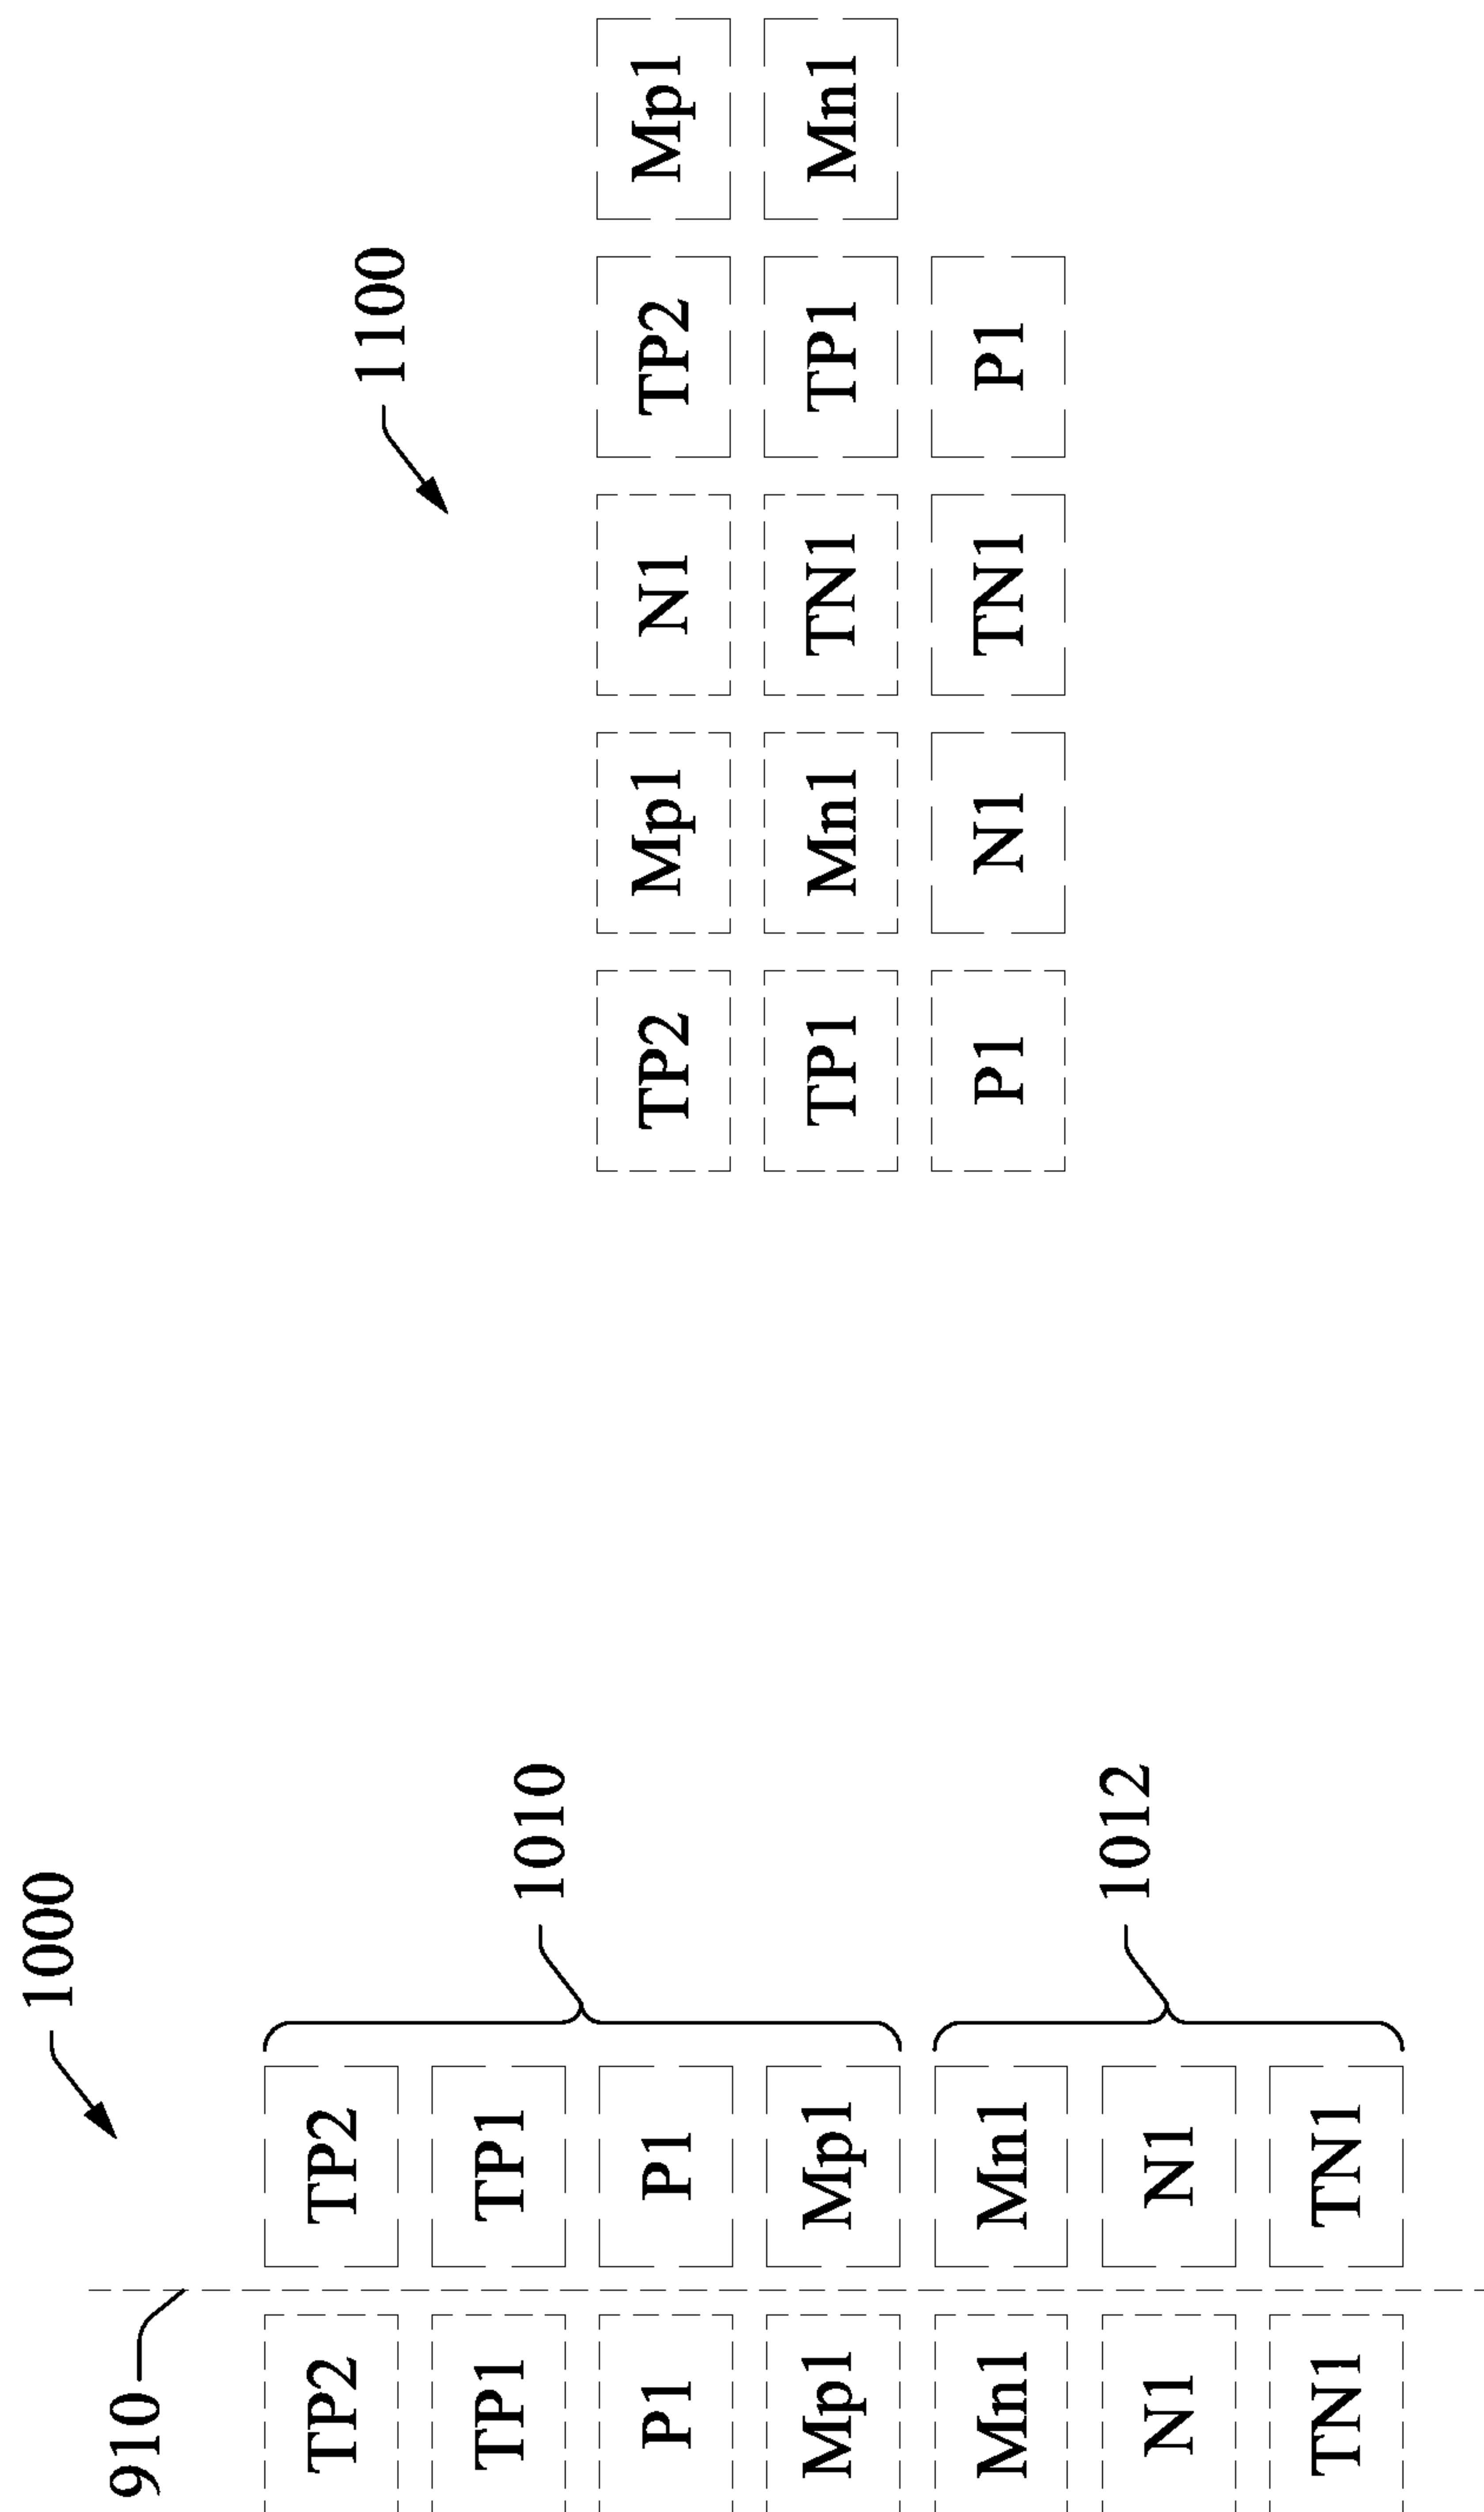 1000
910
TP2 TP2
TP1 TP1
1010
P1 P1
Mp1 Mp1
Mn1 Mn1
1012
N1 N1
TN1 TN1
1100
TP2 Mp1 N1 TP2 Mp1
TP1 Mn1 TN1 TP1 Mn1
P1 N1 TN1 P1